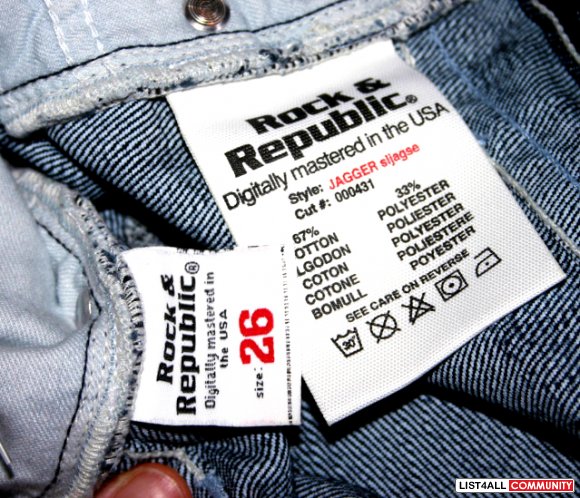 Rock &
Republic®
Digitally mastered in the USA
Style: JAGGER sijagse
Cut #: 000431
67%
OTTON
LGODON
COTON
COTONE
BOMULL
33%
POLYESTER
POLIESTER
POLYESTER
POLIESTERE
POYESTER
SEE CARE ON REVERSE
30°
Rock &
Republic®
Digitally mastered in
the USA
size: 26
LIST4ALL COMMUNITY